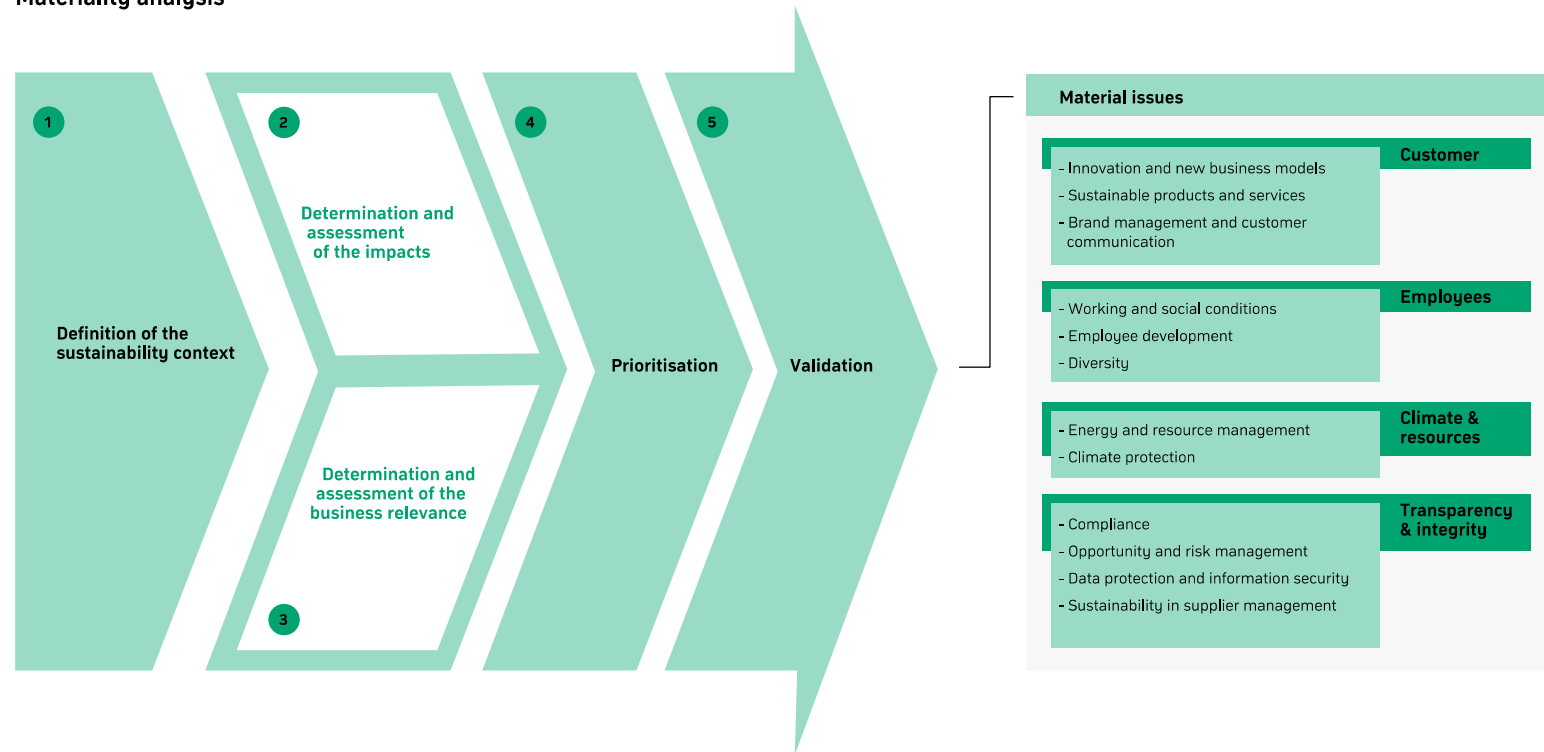 Materiality analysis
1
Definition of the
sustainability context
2
Determination and
assessment
of the impacts
Determination and
assessment of the
business relevance
3
4
Prioritisation
5
Validation
Material issues
Customer
- Innovation and new business models
- Sustainable products and services
- Brand management and customer
communication
Employees
- Working and social conditions
- Employee development
- Diversity
Climate &
resources
- Energy and resource management
- Climate protection
Transparency
& integrity
- Compliance
- Opportunity and risk management
- Data protection and information security
- Sustainability in supplier management